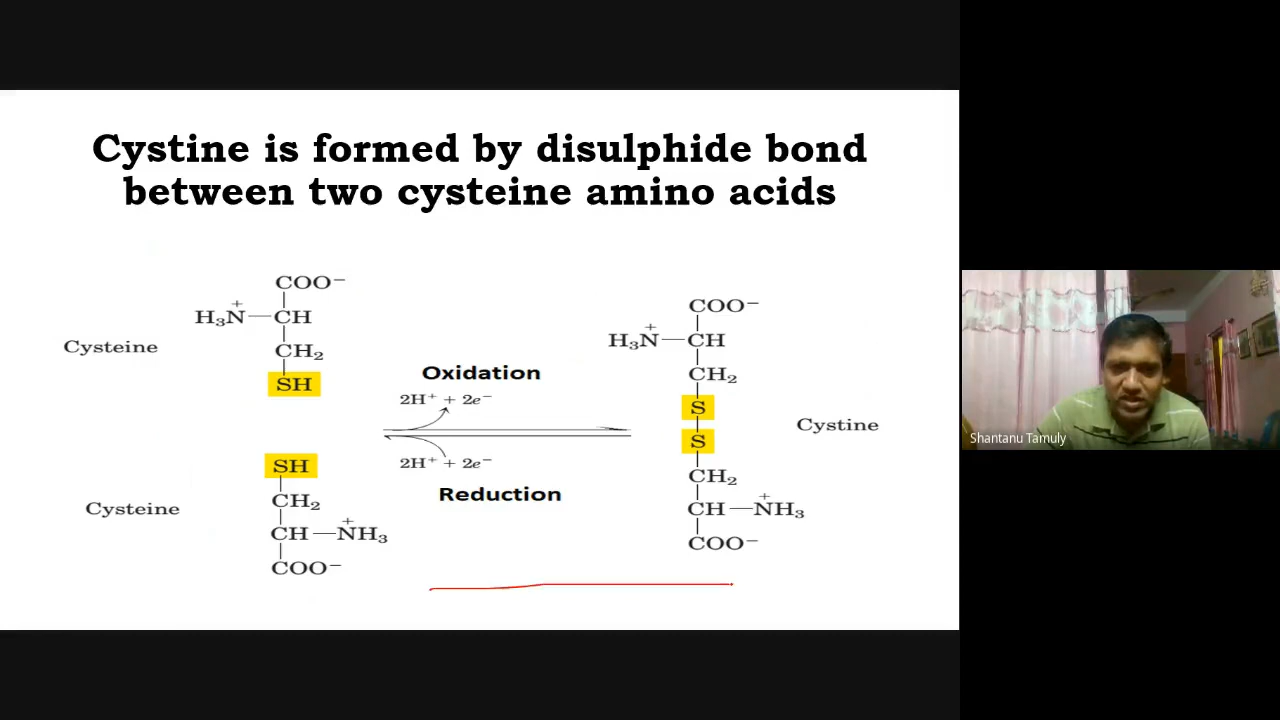 Cystine is formed by disulphide bond
between two cysteine amino acids
COO⁻
H₃N⁺—CH
Cysteine
CH₂
SH
SH
CH₂
Cysteine
CH—N⁺H₃
COO⁻
Oxidation
2H⁺ + 2e⁻
2H⁺ + 2e⁻
Reduction
COO⁻
H₃N⁺—CH
CH₂
S
S
Cystine
CH₂
CH—N⁺H₃
COO⁻
Shantanu Tamuly